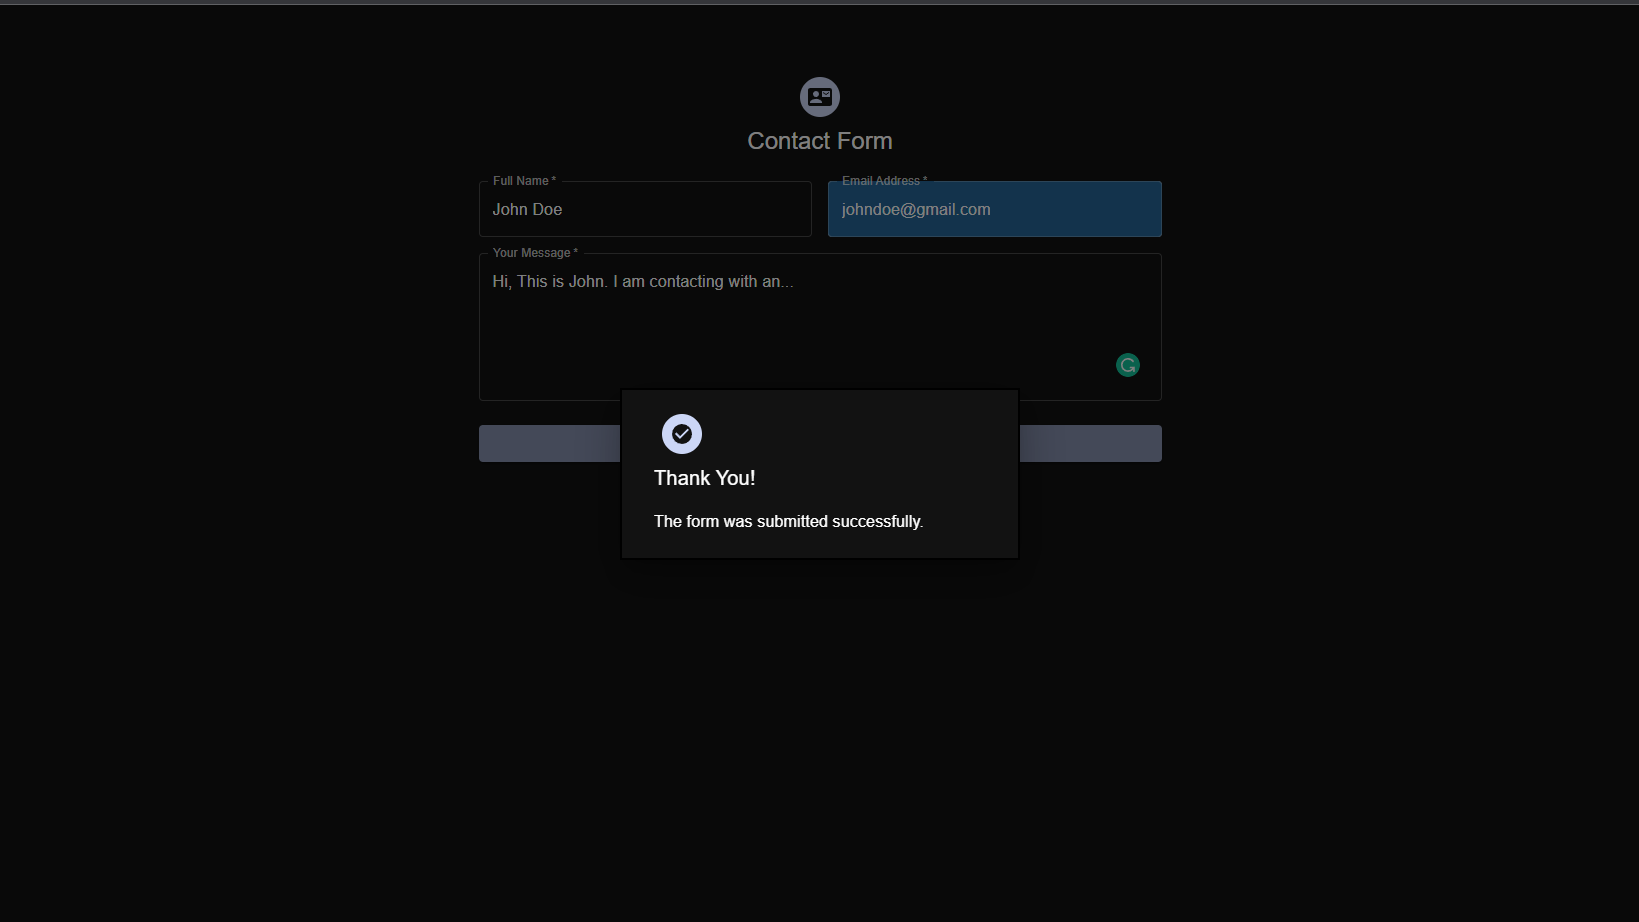 Contact Form
Full Name *
John Doe
Email Address *
johndoe@gmail.com
Your Message *
Hi, This is John. I am contacting with an...
Thank You!
The form was submitted successfully.